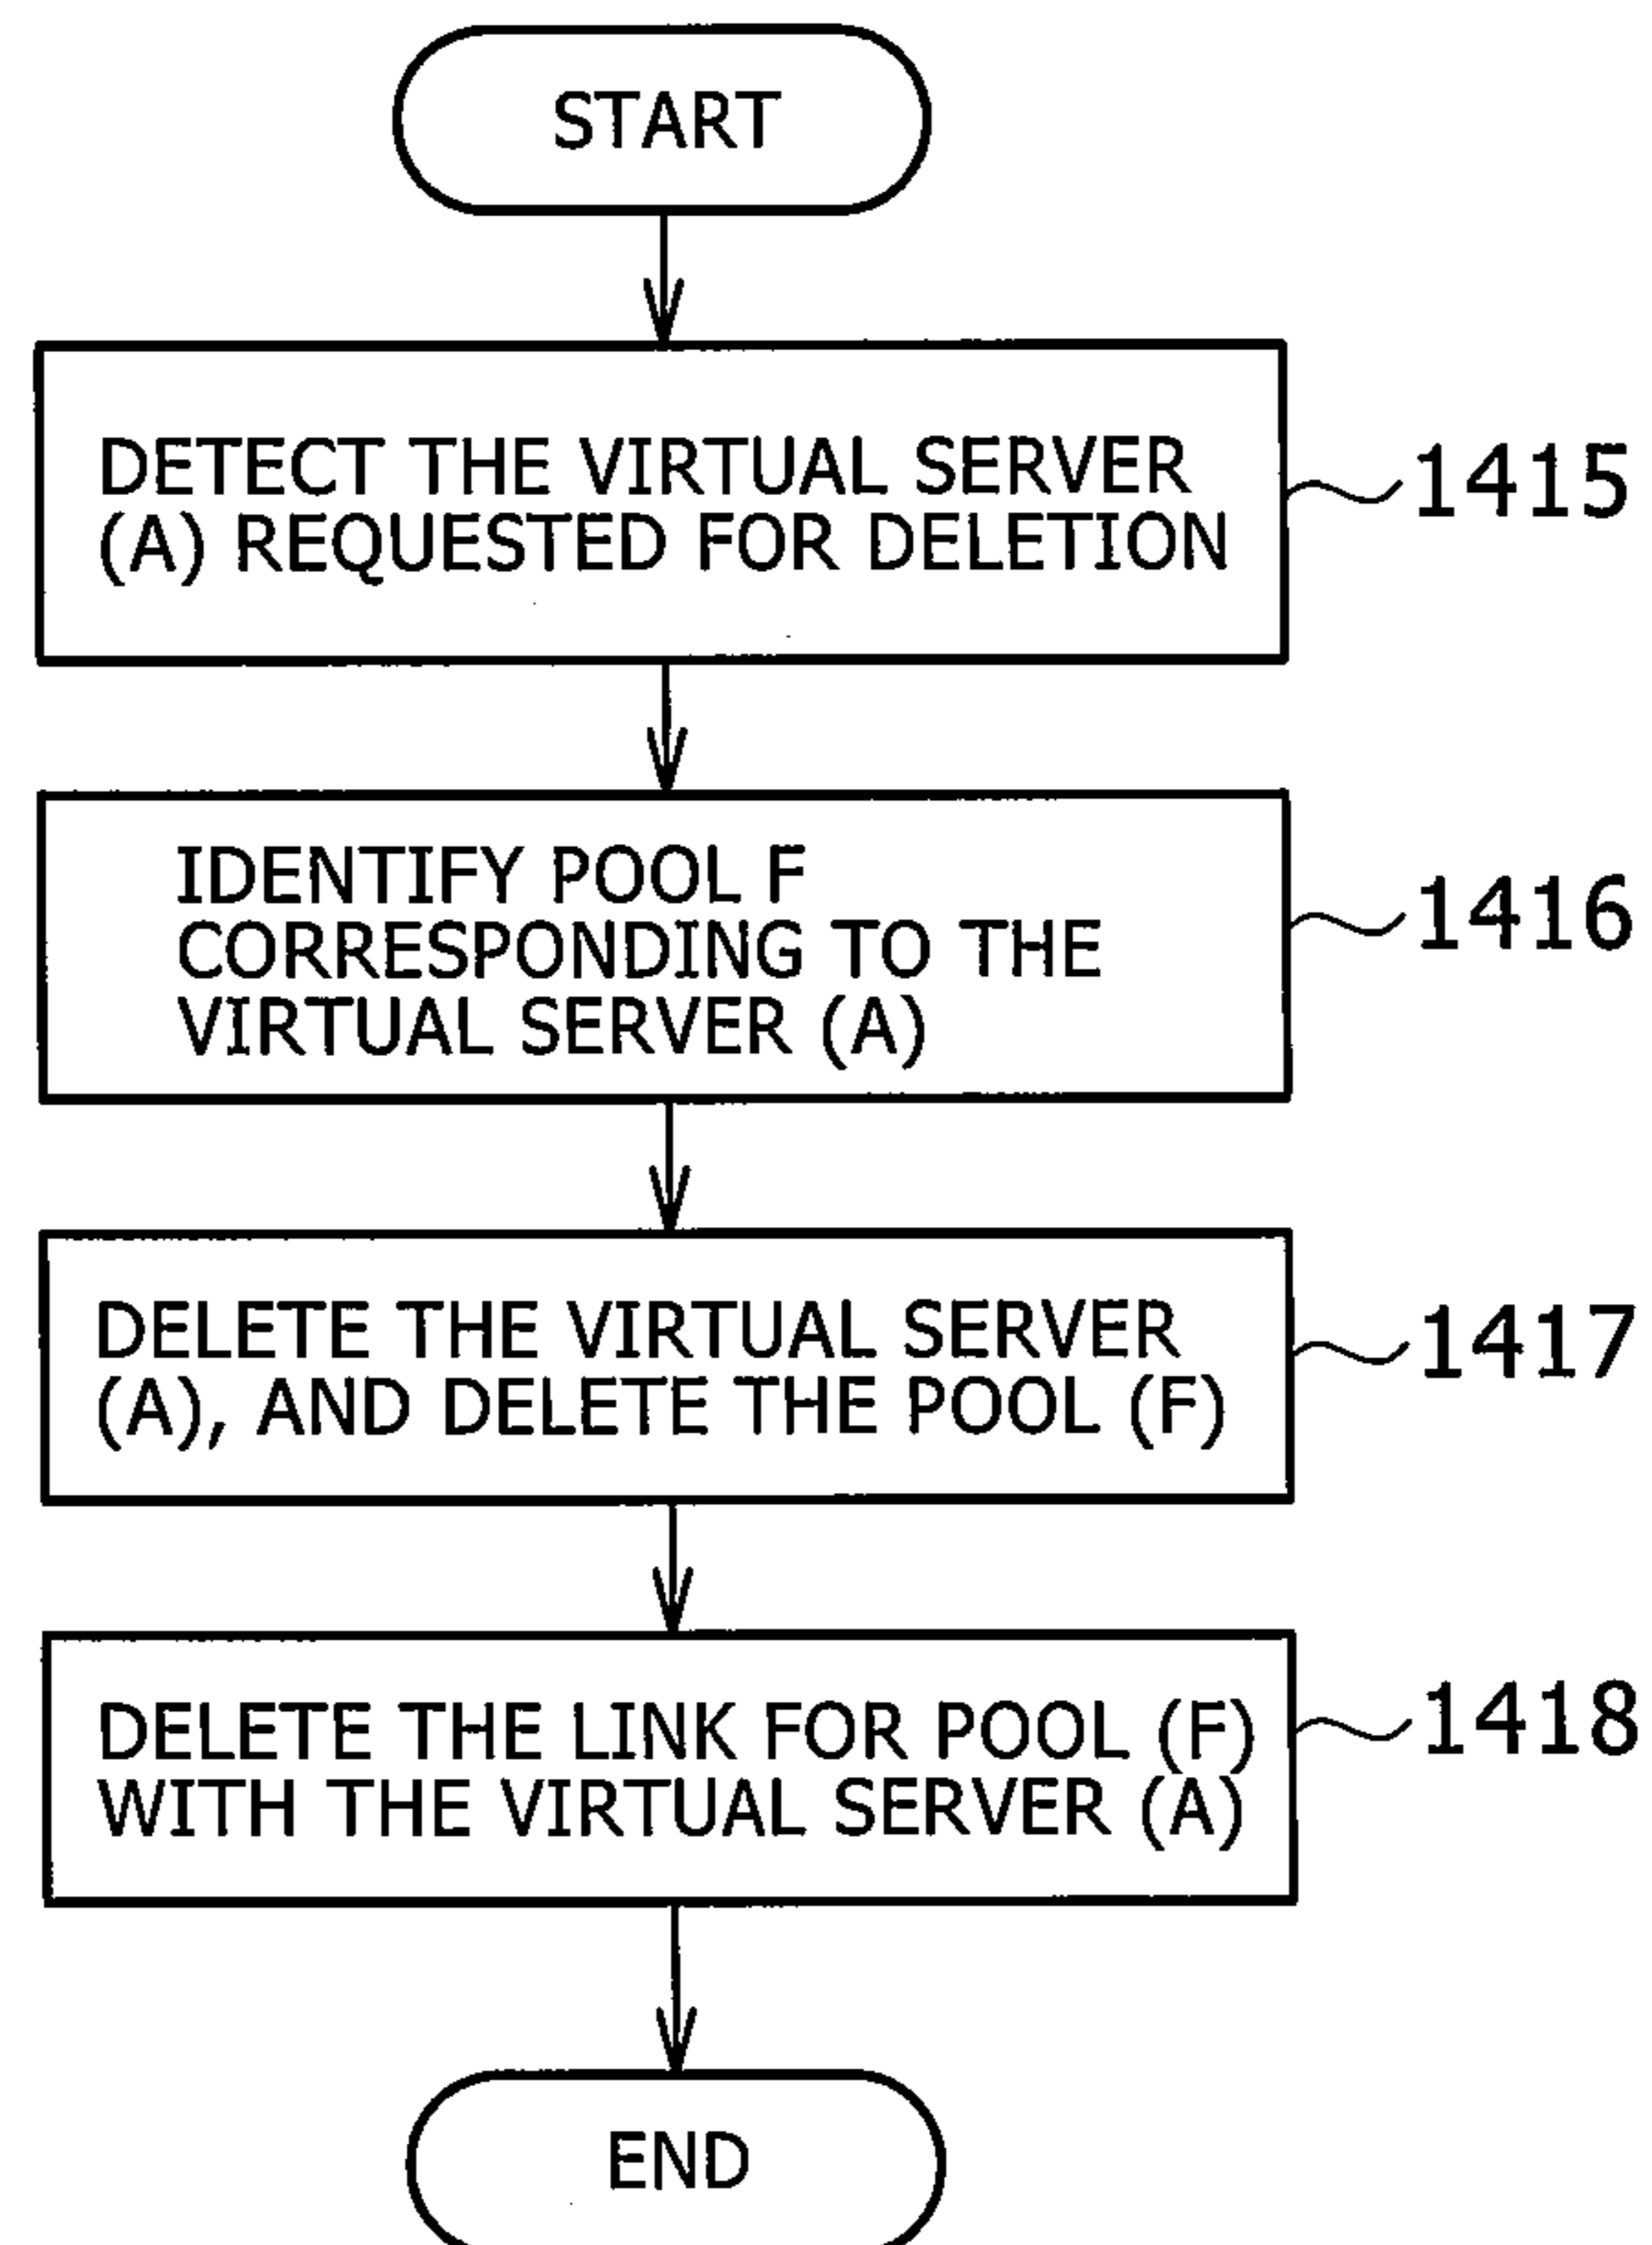 START
DETECT THE VIRTUAL SERVER
(A) REQUESTED FOR DELETION
1415
IDENTIFY POOL F
CORRESPONDING TO THE
VIRTUAL SERVER (A)
1416
DELETE THE VIRTUAL SERVER
(A), AND DELETE THE POOL (F)
1417
DELETE THE LINK FOR POOL (F)
WITH THE VIRTUAL SERVER (A)
1418
END